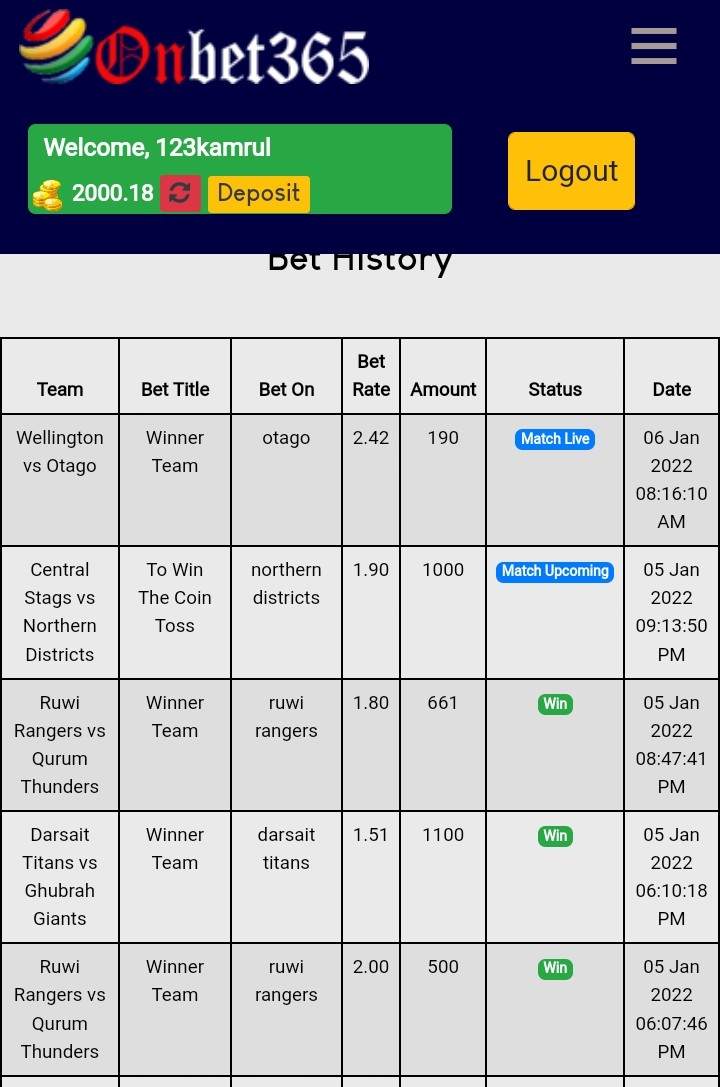 Onbet365
Welcome, 123kamrul
2000.18 Deposit
Logout
Bet History
Team Bet Title Bet On Bet Rate Amount Status Date
Wellington vs Otago Winner Team otago 2.42 190 Match Live 06 Jan 2022 08:16:10 AM
Central Stags vs Northern Districts To Win The Coin Toss northern districts 1.90 1000 Match Upcoming 05 Jan 2022 09:13:50 PM
Ruwi Rangers vs Qurum Thunders Winner Team ruwi rangers 1.80 661 Win 05 Jan 2022 08:47:41 PM
Darsait Titans vs Ghubrah Giants Winner Team darsait titans 1.51 1100 Win 05 Jan 2022 06:10:18 PM
Ruwi Rangers vs Qurum Thunders Winner Team ruwi rangers 2.00 500 Win 05 Jan 2022 06:07:46 PM